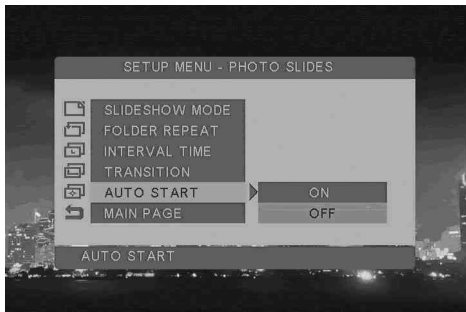 SETUP MENU - PHOTO SLIDES
SLIDESHOW MODE
FOLDER REPEAT
INTERVAL TIME
TRANSITION
AUTO START
ON
MAIN PAGE
OFF
AUTO START